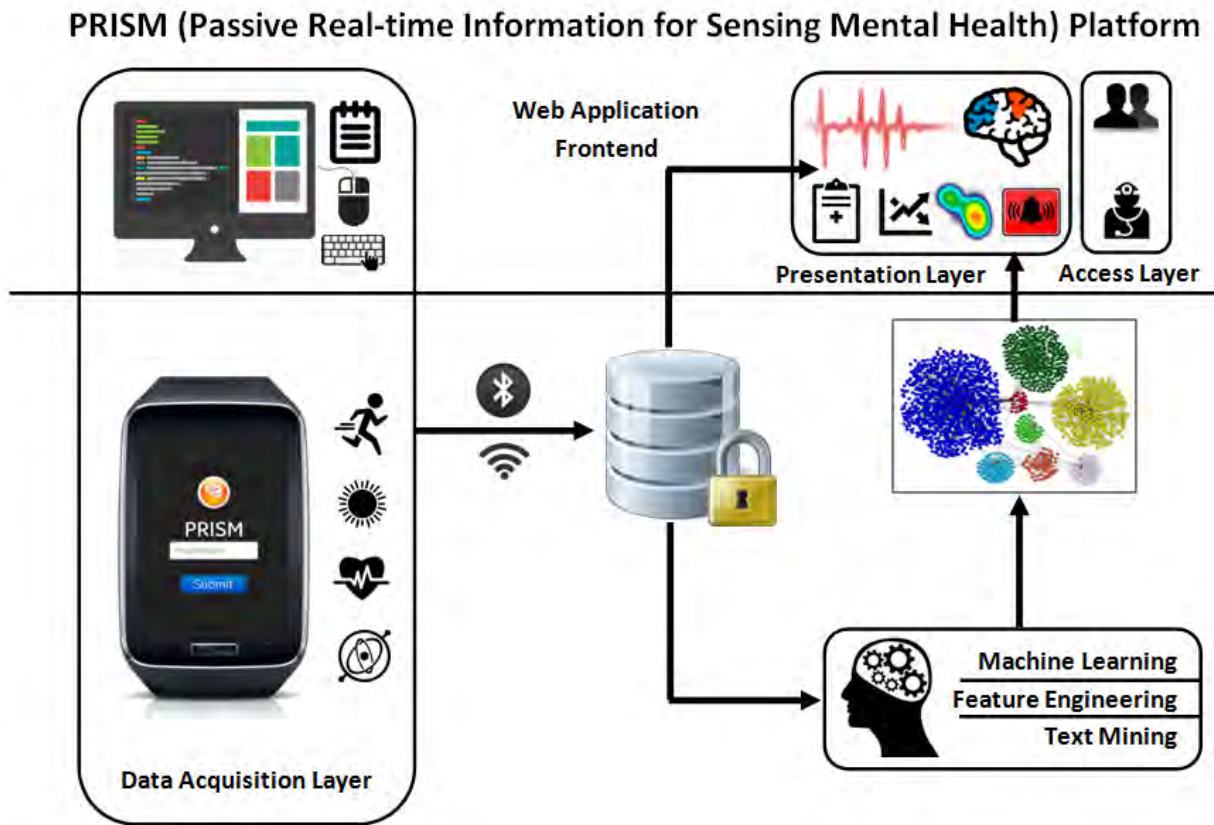 PRISM (Passive Real-time Information for Sensing Mental Health) Platform
Web Application
Frontend
Presentation Layer
Access Layer
PRISM
Submit
Data Acquisition Layer
Machine Learning
Feature Engineering
Text Mining